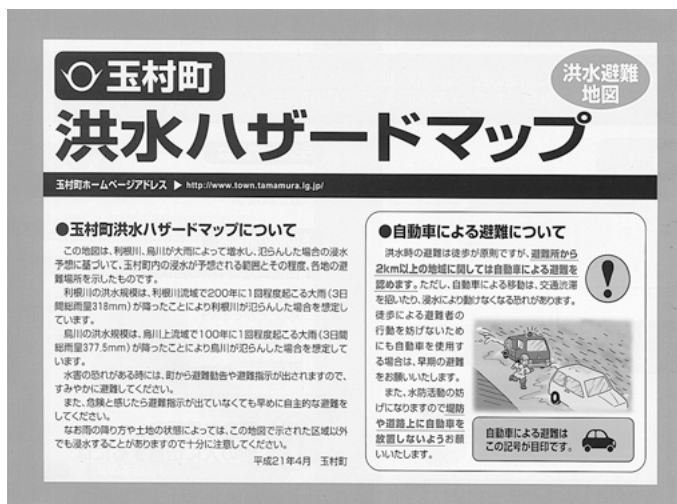 玉村町
洪水避難
地図
洪水ハザードマップ
玉村町ホームページアドレス ▶ http://www.town.tamamura.lg.jp/
●玉村町洪水ハザードマップについて
この地図は、利根川、烏川が大雨によって増水し、氾らんした場合の浸水
予想に基づいて、玉村町内の浸水が予想される範囲とその程度、各地の避
難場所を示したものです。
利根川の洪水規模は、利根川流域で200年に1回程度起こる大雨（3日
間総雨量318mm）が降ったことにより利根川が氾らんした場合を想定し
ています。
烏川の洪水規模は、烏川上流域で100年に1回程度起こる大雨（3日間
総雨量377.5mm）が降ったことにより烏川が氾らんした場合を想定して
います。
水害の恐れがある時には、町から避難勧告や避難指示が出されますので、
すみやかに避難してください。
また、危険と感じたら避難指示が出ていなくても早めに自主的な避難を
してください。
なお雨の降り方や土地の状態によっては、この地図で示された区域以外
でも浸水することがありますので十分に注意してください。
平成21年4月　玉村町
●自動車による避難について
洪水時の避難は徒歩が原則ですが、避難所から
2km以上の地域に関しては自動車による避難を
認めます。ただし、自動車による移動は、交通渋滞
を招いたり、浸水により動けなくなる恐れがあります。
徒歩による避難者の
行動を妨げないため
にも自動車を使用す
る場合は、早期の避難
をお願いいたします。
また、水防活動の妨
げになりますので堤防
や道路上に自動車を
放置しないようお願
いいたします。
自動車による避難は
この記号が目印です。